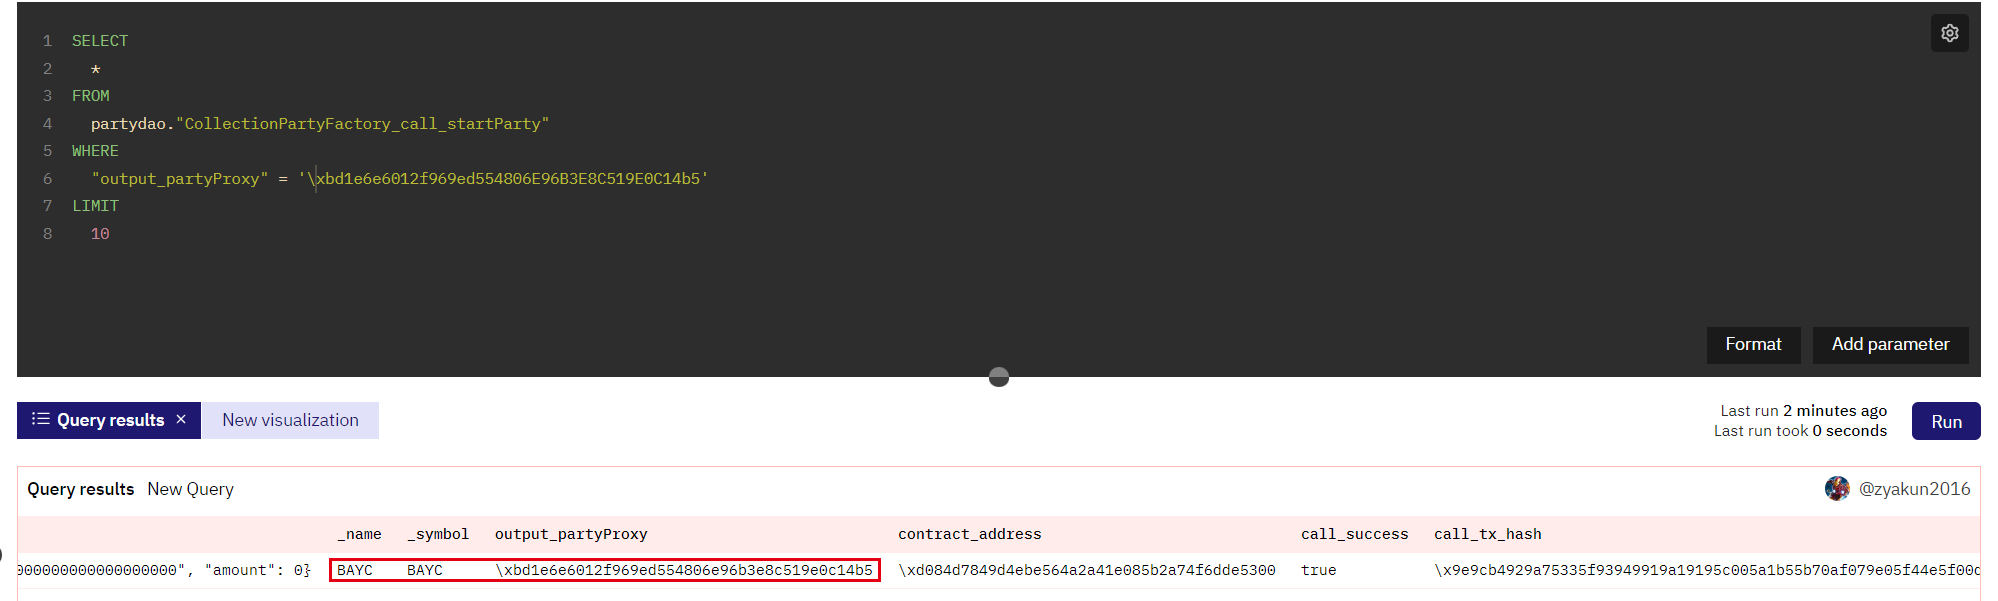 1 SELECT
2 *
3 FROM
4 partydao."CollectionPartyFactory_call_startParty"
5 WHERE
6 "output_partyProxy" = '\xbd1e6e6012f969ed554806E96B3E8C519E0C14b5'
7 LIMIT
8 10
Format Add parameter
Query results × New visualization
Last run 2 minutes ago
Last run took 0 seconds
Run
Query results New Query @zyakun2016
_name _symbol output_partyProxy contract_address call_success call_tx_hash
000000000000000000", "amount": 0} BAYC BAYC \xbd1e6e6012f969ed554806e96b3e8c519e0c14b5 \xd084d7849d4ebe564a2a41e085b2a74f6dde5300 true \x9e9cb4929a75335f93949919a19195c005a1b55b70af079e05f44e5f00c